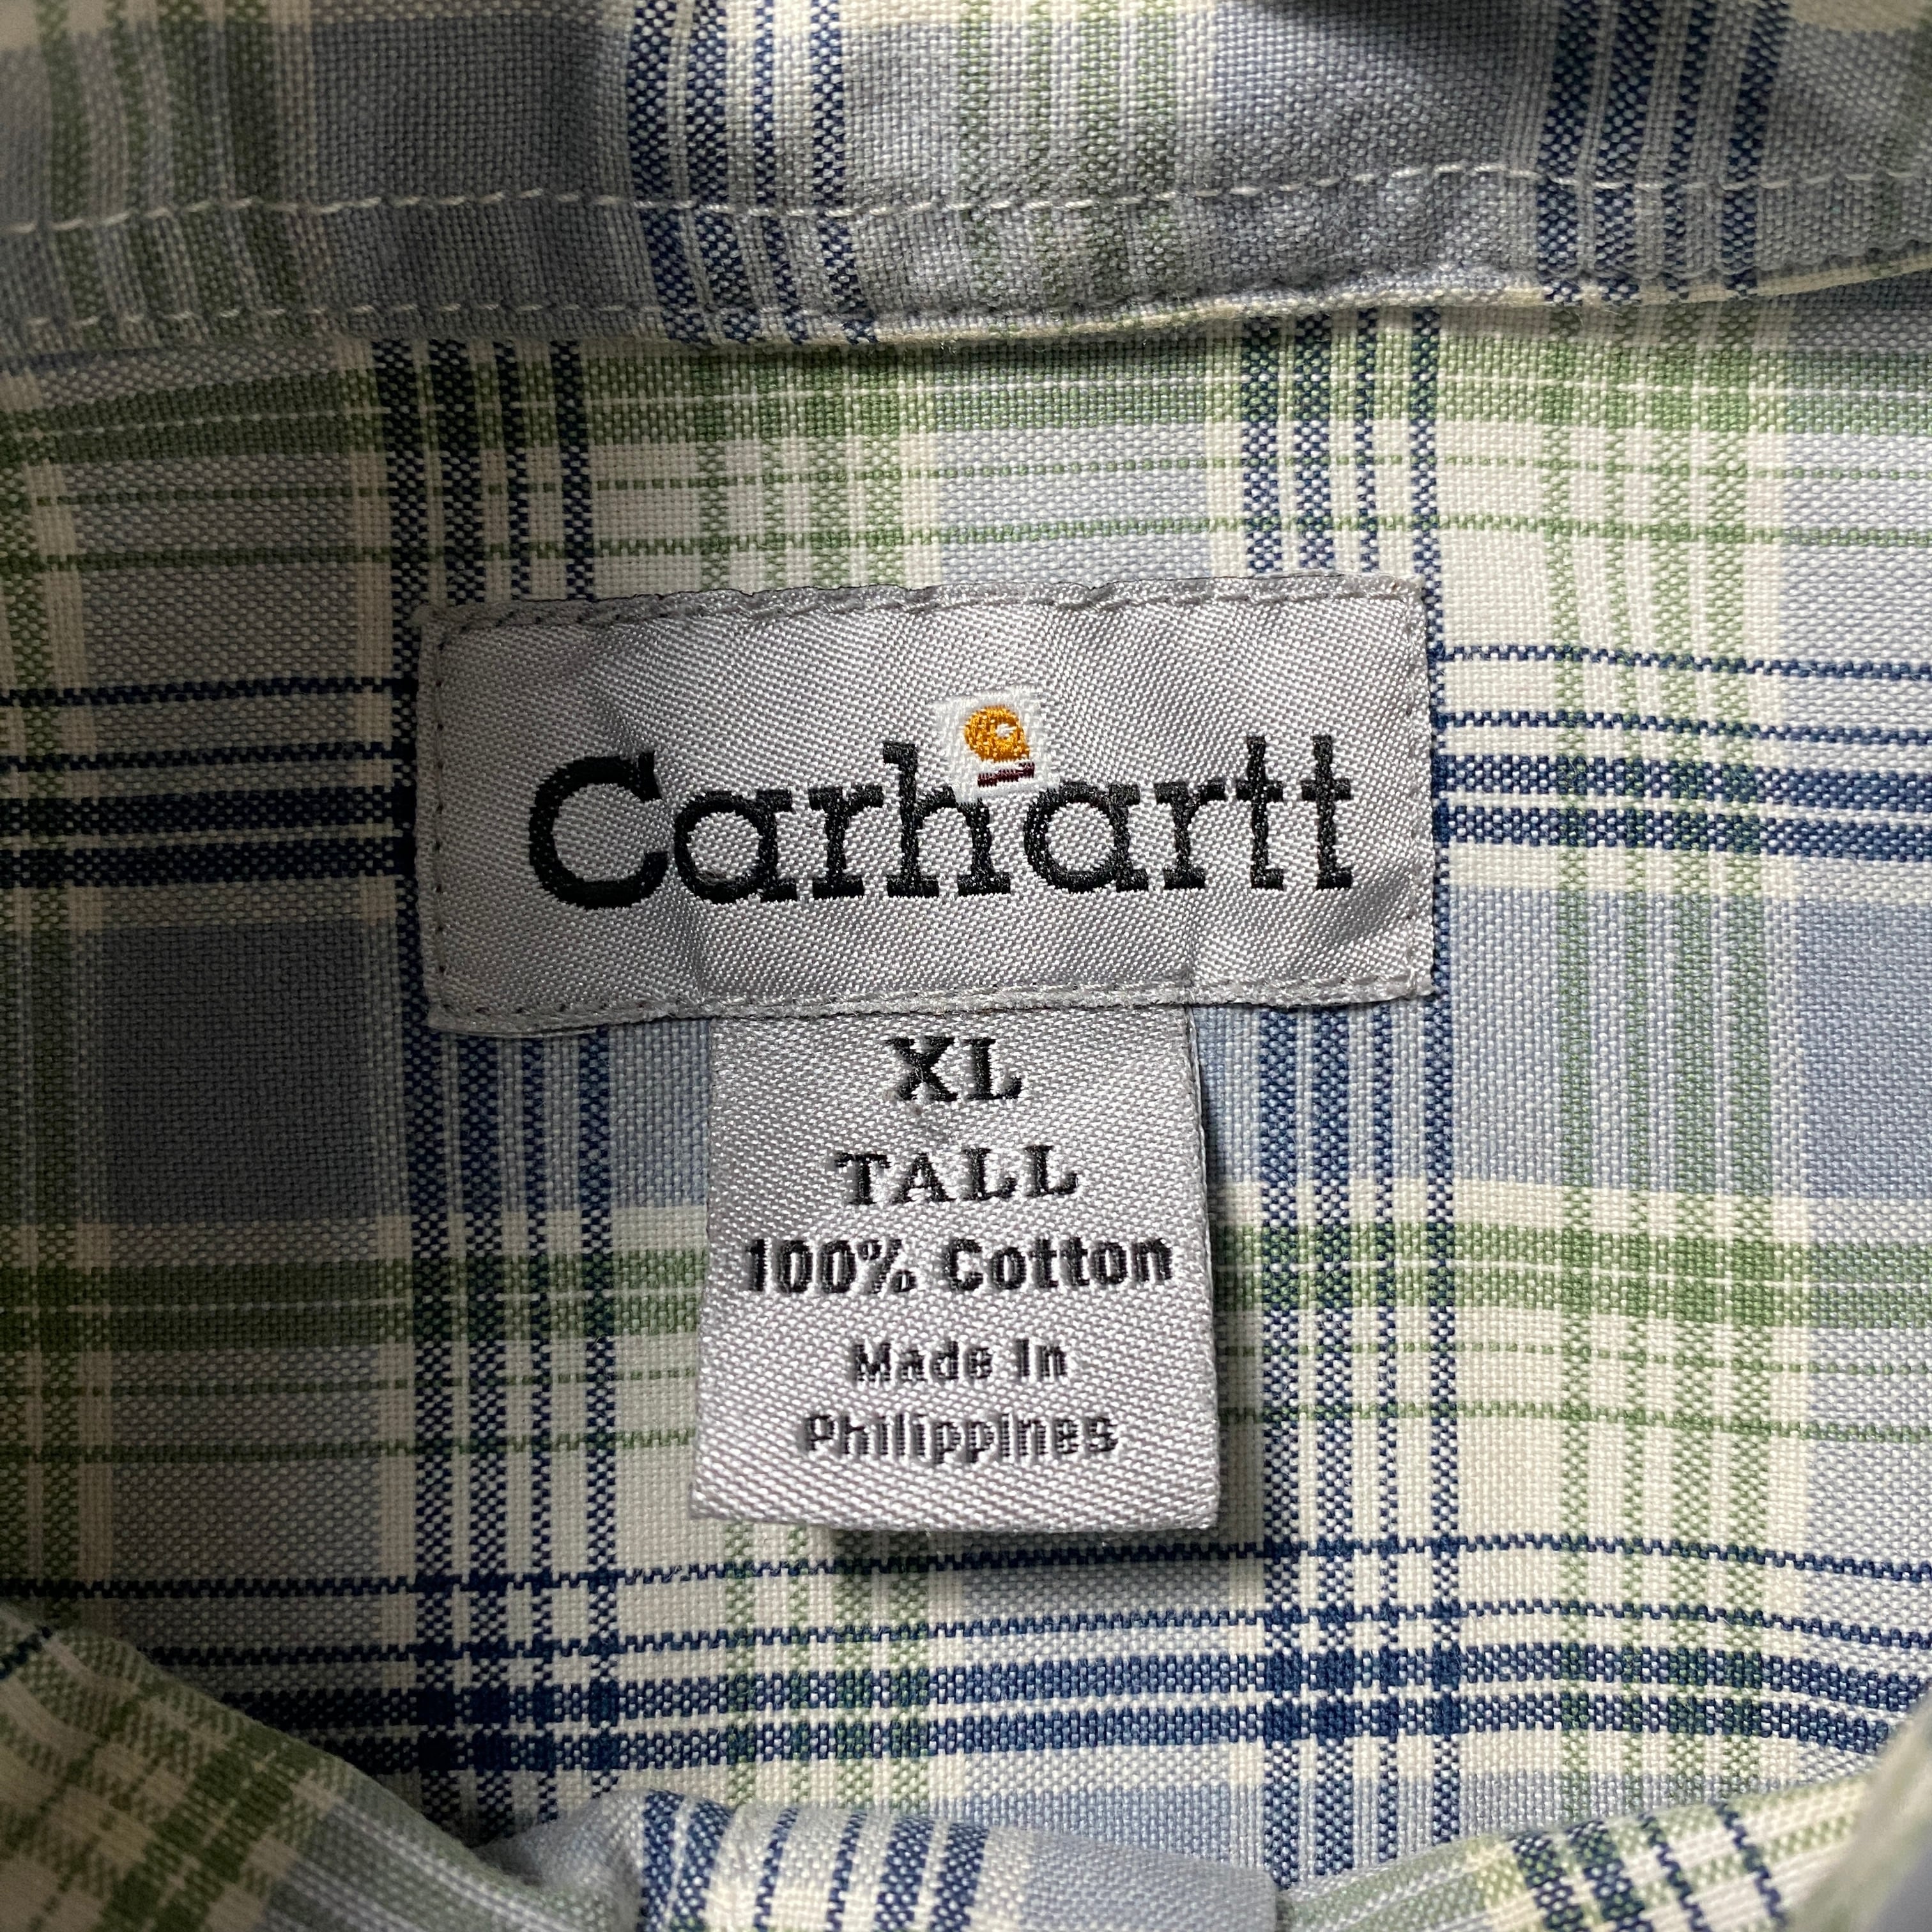 Carhartt
XL
TALL
100% Cotton
Made In
Philippines